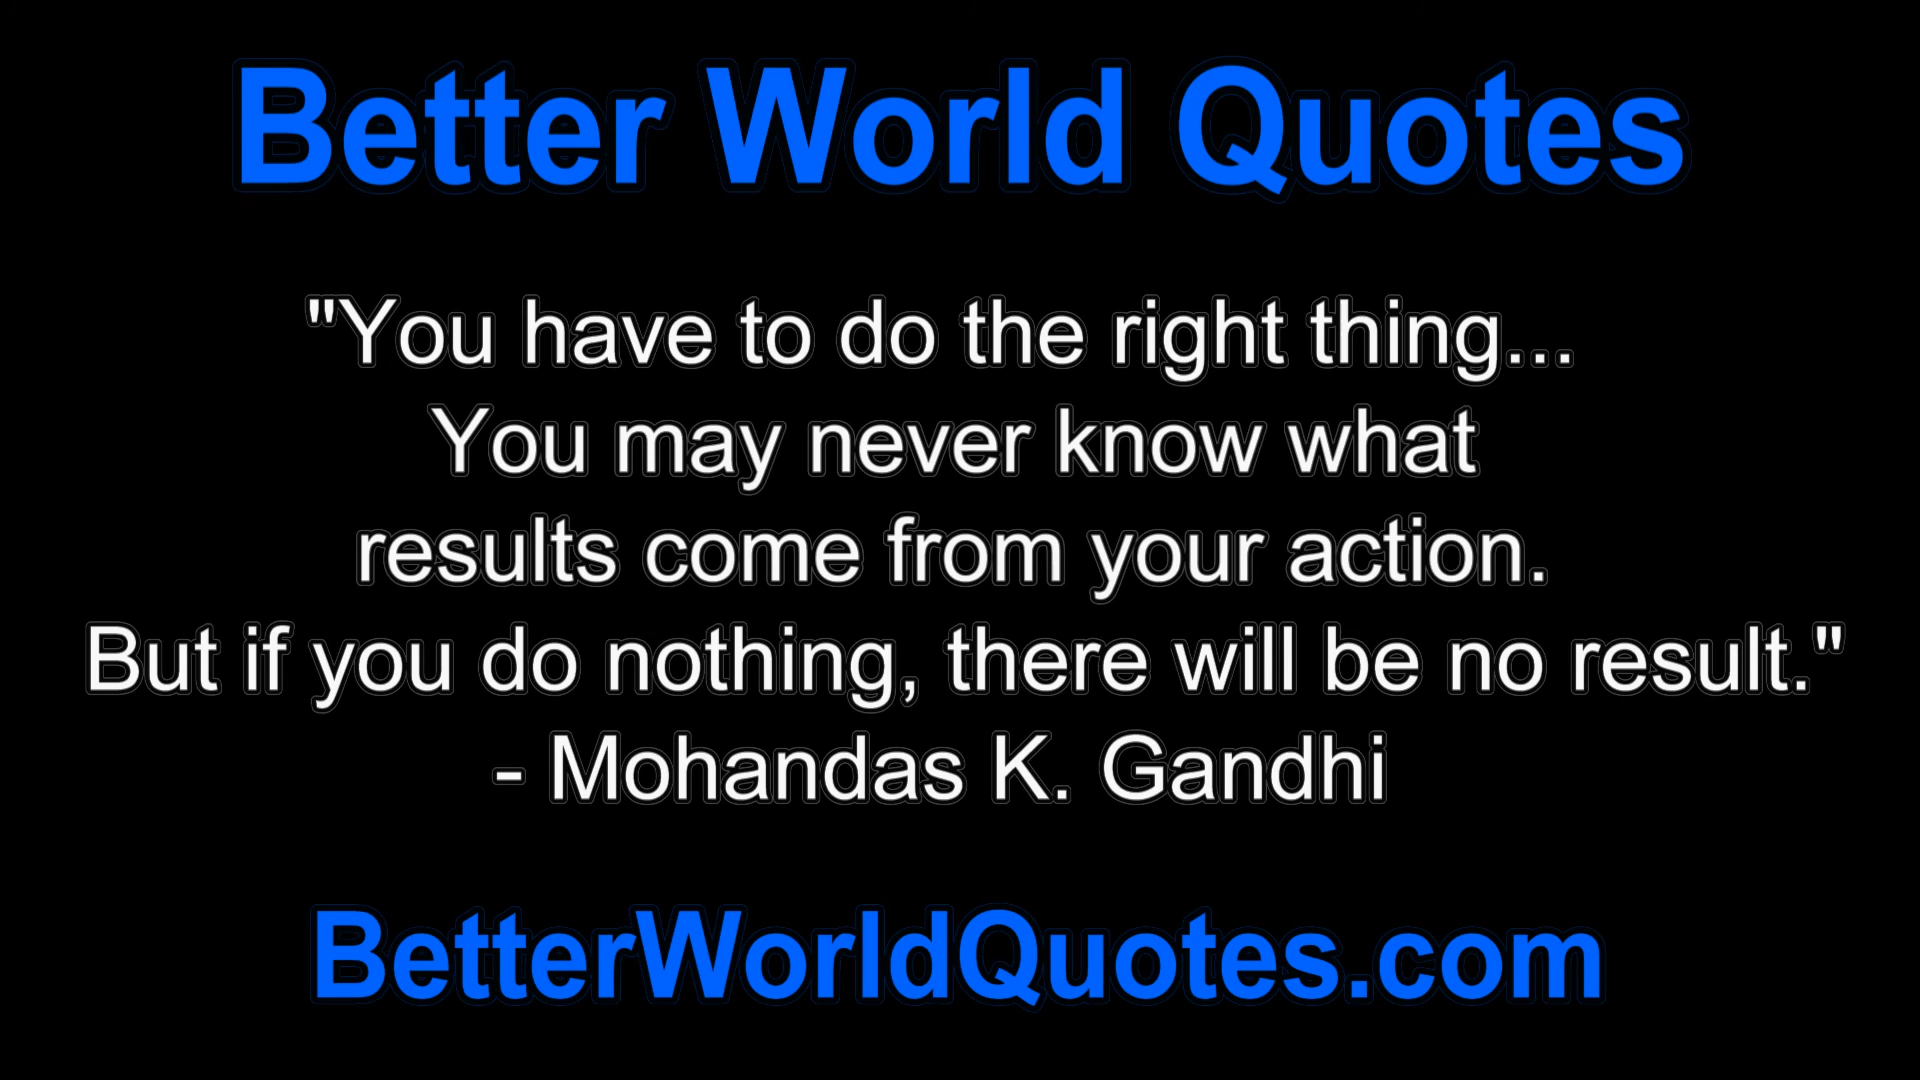 Better World Quotes
"You have to do the right thing...
You may never know what
results come from your action.
But if you do nothing, there will be no result."
- Mohandas K. Gandhi
BetterWorldQuotes.com